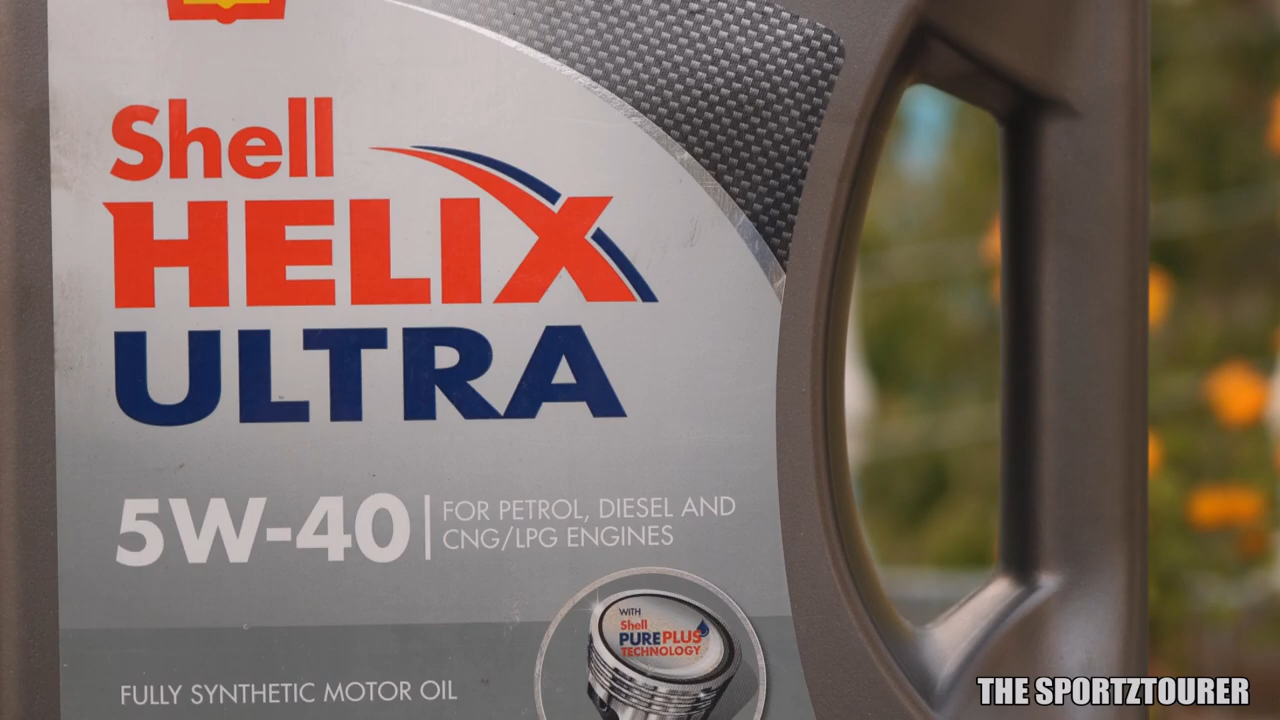 Shell
HELIX
ULTRA
5W-40
FOR PETROL, DIESEL AND
CNG/LPG ENGINES
WITH
Shell
PUREPLUS
TECHNOLOGY
FULLY SYNTHETIC MOTOR OIL
THE SPORTZTOURER